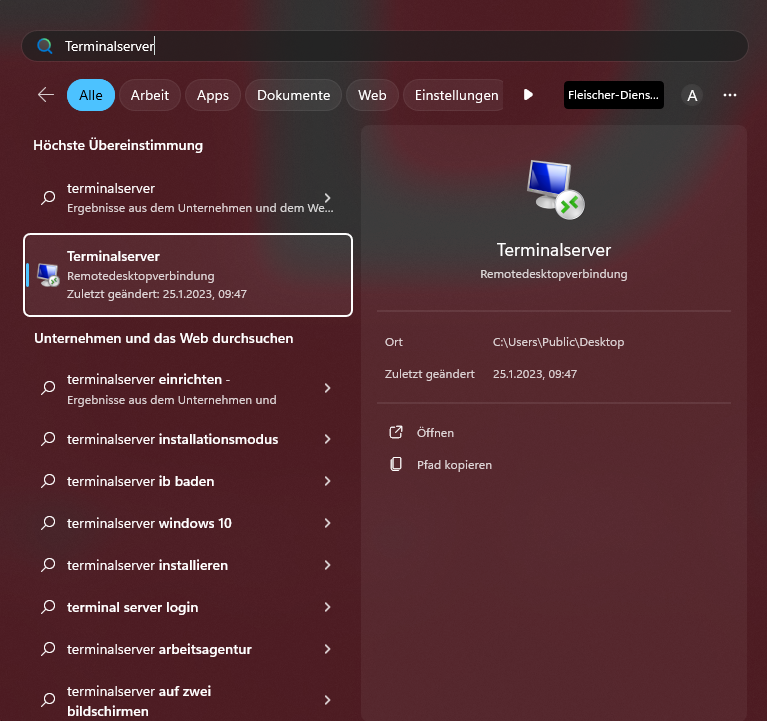 Terminalserver
Alle Arbeit Apps Dokumente Web Einstellungen Fleischer-Diens... A
Höchste Übereinstimmung
terminalserver
Ergebnisse aus dem Unternehmen und dem We...
Terminalserver
Remotedesktopverbindung
Zuletzt geändert: 25.1.2023, 09:47
Unternehmen und das Web durchsuchen
terminalserver einrichten -
Ergebnisse aus dem Unternehmen und
terminalserver installationsmodus
terminalserver ib baden
terminalserver windows 10
terminalserver installieren
terminal server login
terminalserver arbeitsagentur
terminalserver auf zwei
bildschirmen
Terminalserver
Remotedesktopverbindung
Ort C:\Users\Public\Desktop
Zuletzt geändert 25.1.2023, 09:47
Öffnen
Pfad kopieren